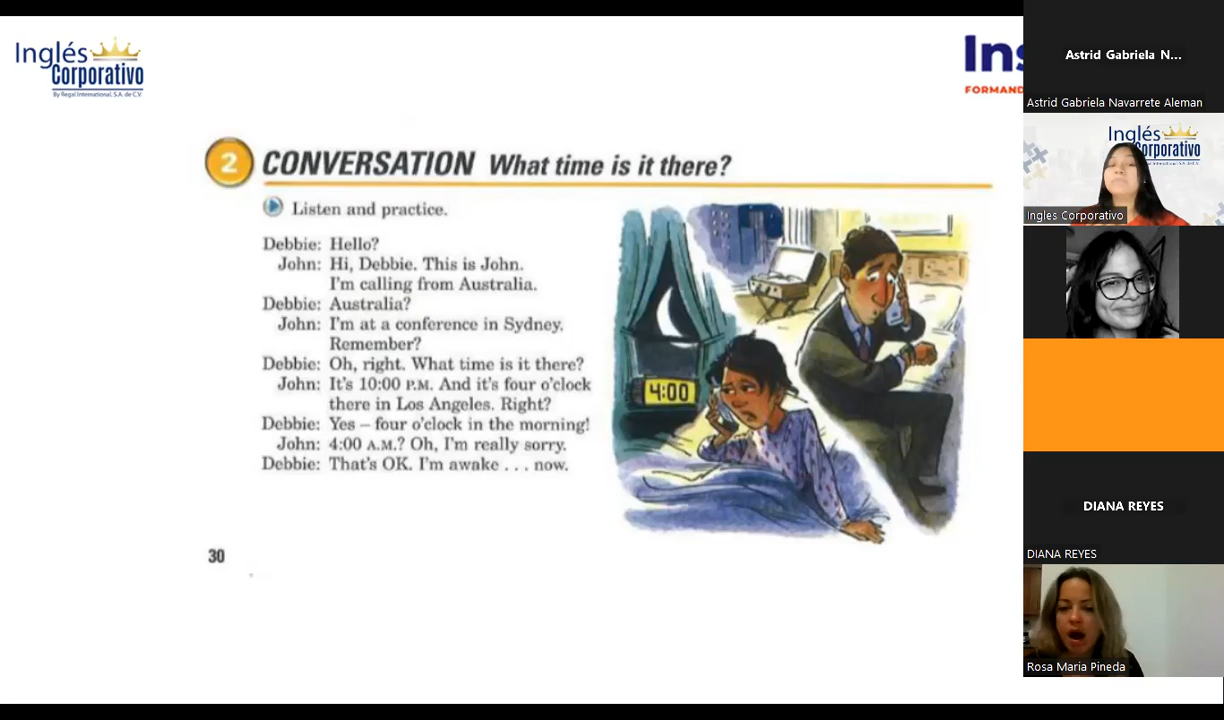 Inglés
Corporativo
By Regal International, S.A. de C.V.
Ins
FORMAND
2 CONVERSATION What time is it there?
Listen and practice.
Debbie: Hello?
John: Hi, Debbie. This is John.
I'm calling from Australia.
Debbie: Australia?
John: I'm at a conference in Sydney.
Remember?
Debbie: Oh, right. What time is it there?
John: It's 10:00 P.M. And it's four o'clock
there in Los Angeles. Right?
Debbie: Yes – four o'clock in the morning!
John: 4:00 A.M.? Oh, I'm really sorry.
Debbie: That's OK. I'm awake . . . now.
4:00
30
Astrid Gabriela N...
Astrid Gabriela Navarrete Aleman
Inglés
Corporativo
Ingles Corporativo
DIANA REYES
DIANA REYES
Rosa Maria Pineda